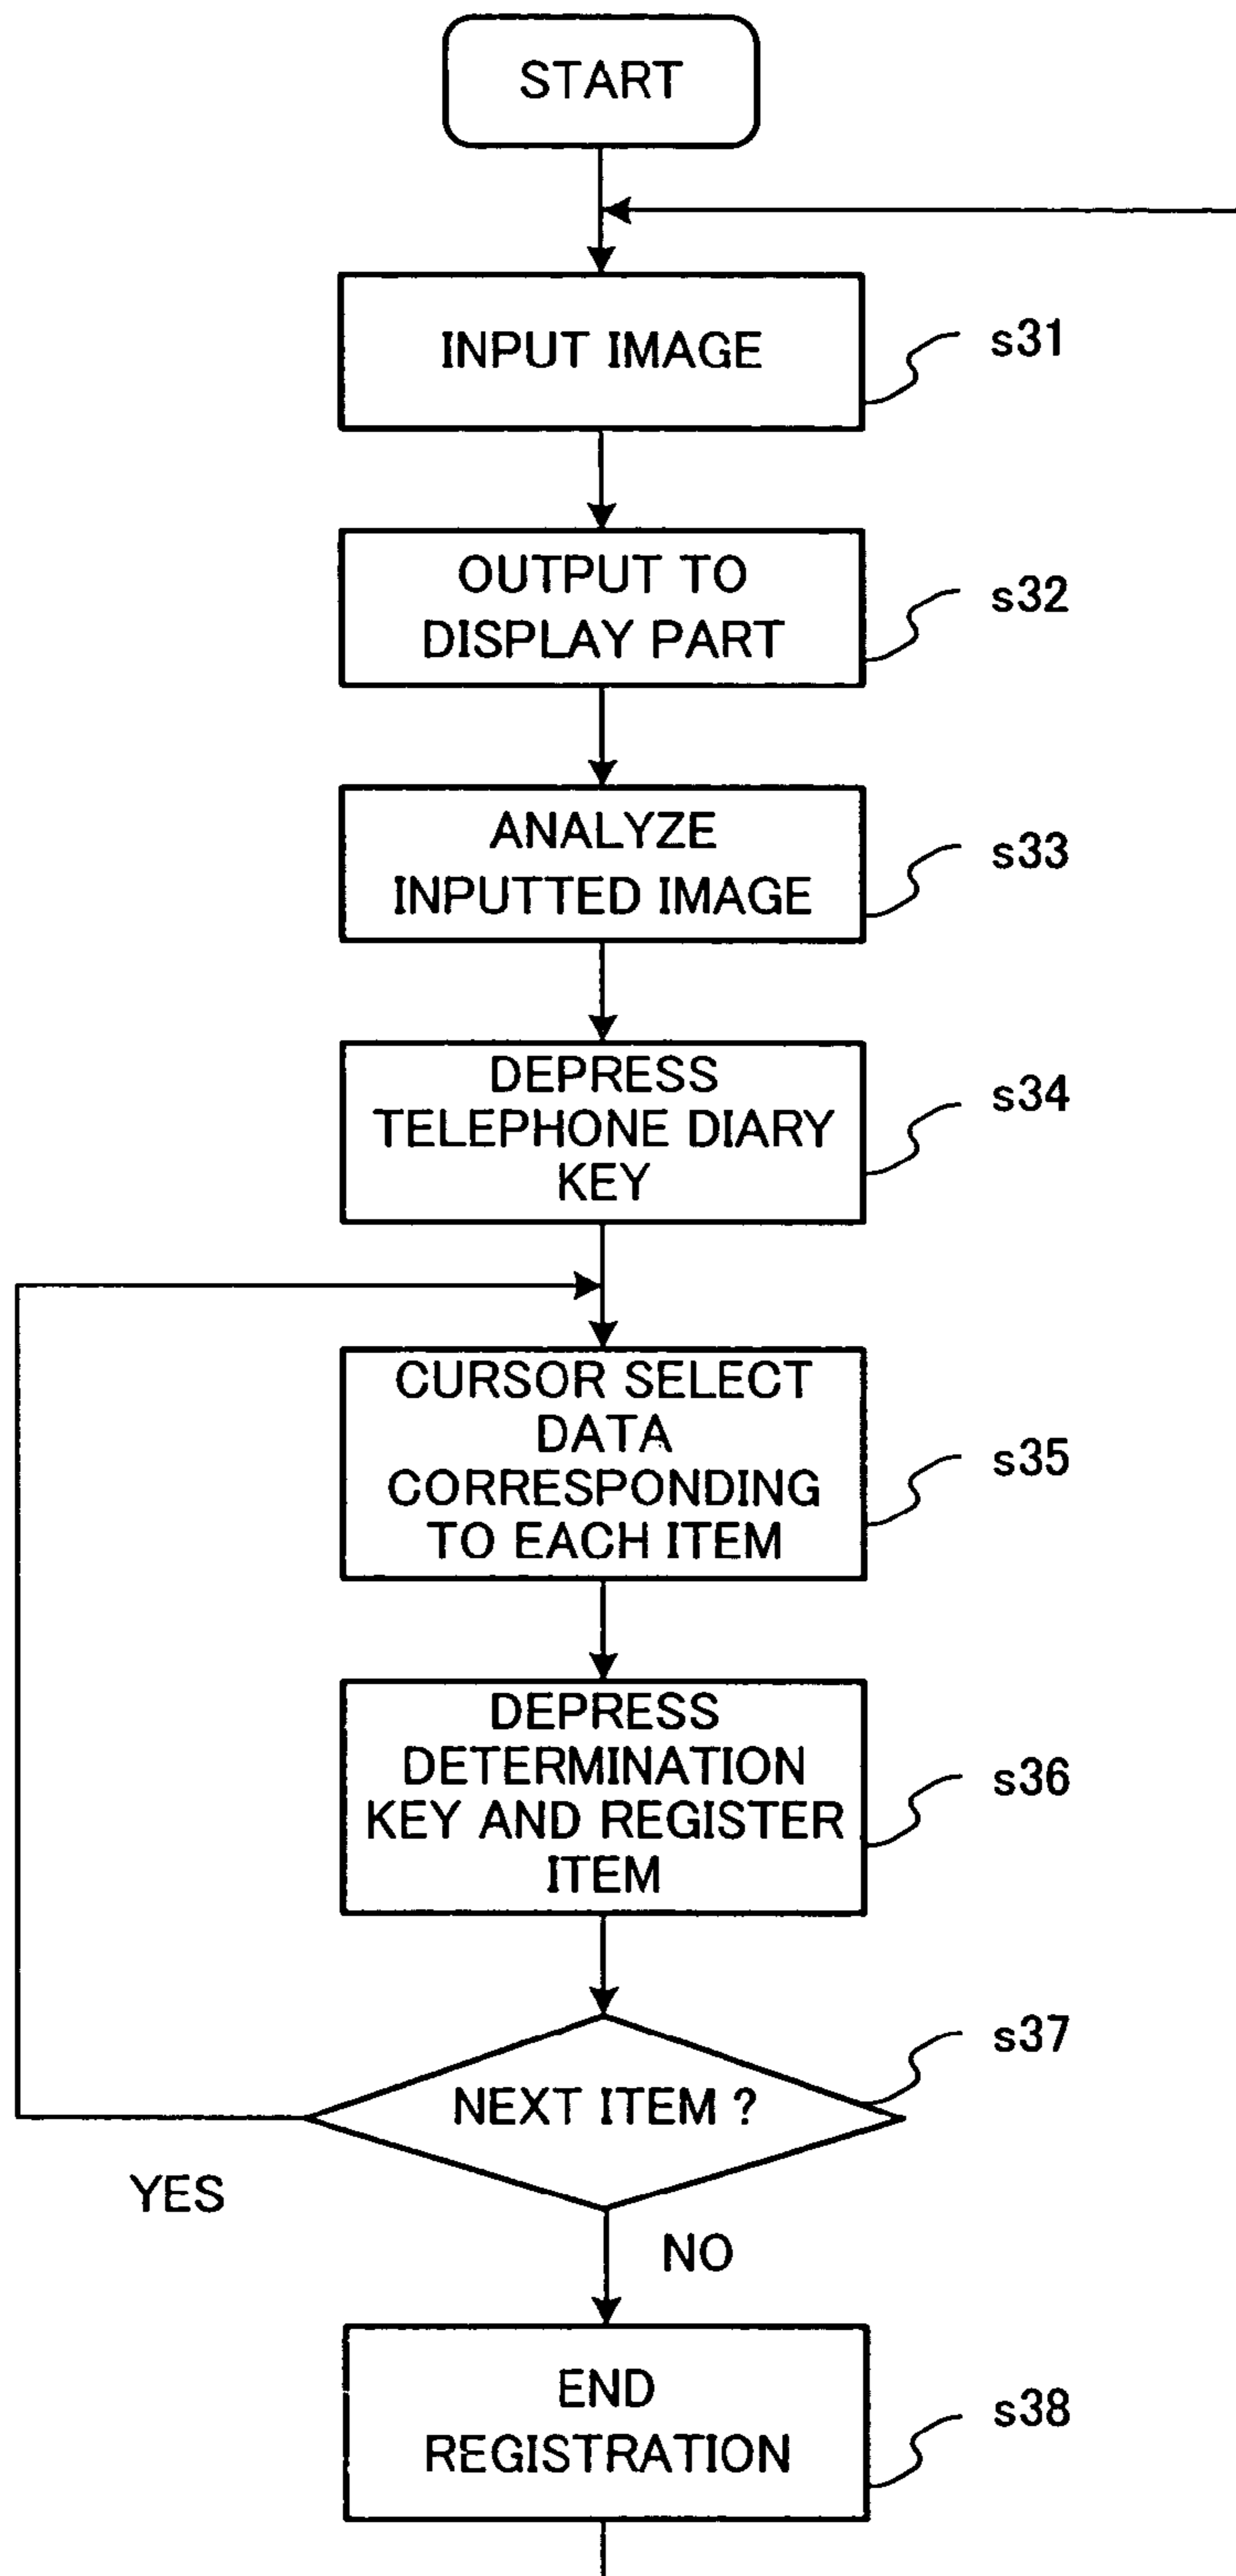 START
INPUT IMAGE
s31
OUTPUT TO
DISPLAY PART
s32
ANALYZE
INPUTTED IMAGE
s33
DEPRESS
TELEPHONE DIARY
KEY
s34
CURSOR SELECT
DATA
CORRESPONDING
TO EACH ITEM
s35
DEPRESS
DETERMINATION
KEY AND REGISTER
ITEM
s36
NEXT ITEM ?
s37
YES
NO
END
REGISTRATION
s38